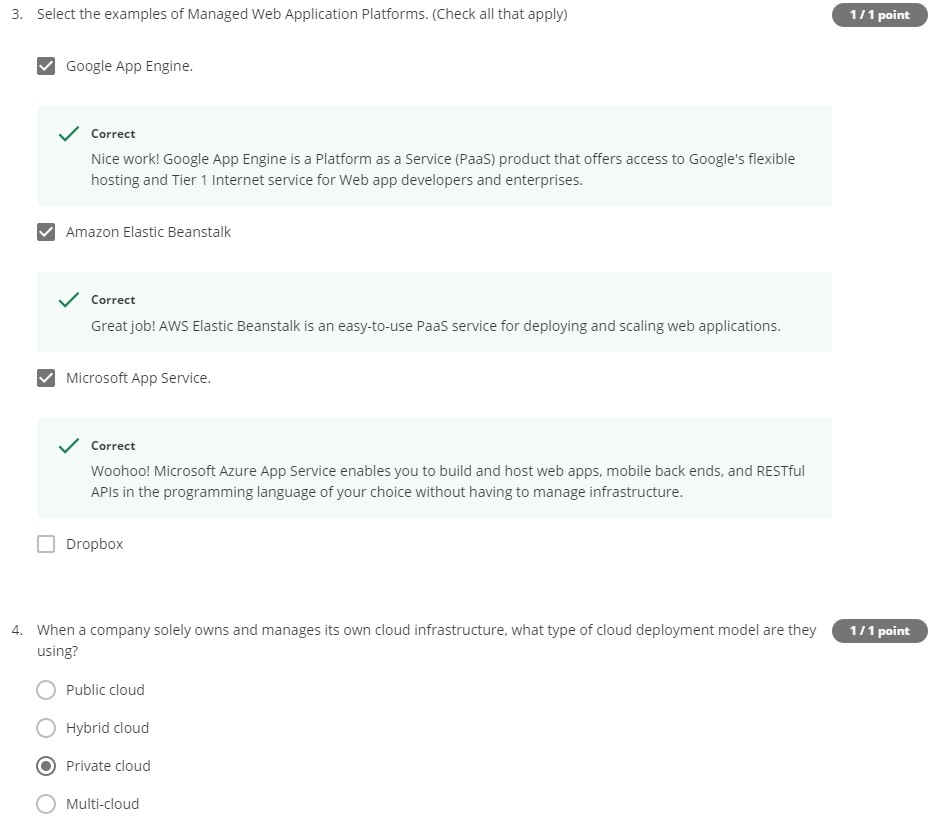 3. Select the examples of Managed Web Application Platforms. (Check all that apply)
1 / 1 point
Google App Engine.
Correct
Nice work! Google App Engine is a Platform as a Service (PaaS) product that offers access to Google's flexible
hosting and Tier 1 Internet service for Web app developers and enterprises.
Amazon Elastic Beanstalk
Correct
Great job! AWS Elastic Beanstalk is an easy-to-use PaaS service for deploying and scaling web applications.
Microsoft App Service.
Correct
Woohoo! Microsoft Azure App Service enables you to build and host web apps, mobile back ends, and RESTful
APIs in the programming language of your choice without having to manage infrastructure.
Dropbox
4. When a company solely owns and manages its own cloud infrastructure, what type of cloud deployment model are they
using?
1 / 1 point
Public cloud
Hybrid cloud
Private cloud
Multi-cloud